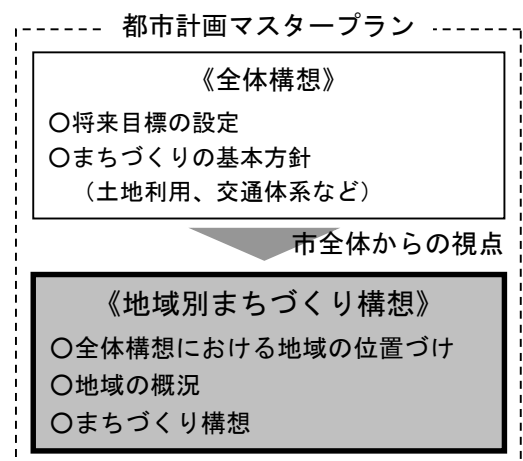 都市計画マスタープラン
《全体構想》
○将来目標の設定
○まちづくりの基本方針
（土地利用、交通体系など）
市全体からの視点
《地域別まちづくり構想》
○全体構想における地域の位置づけ
○地域の概況
○まちづくり構想